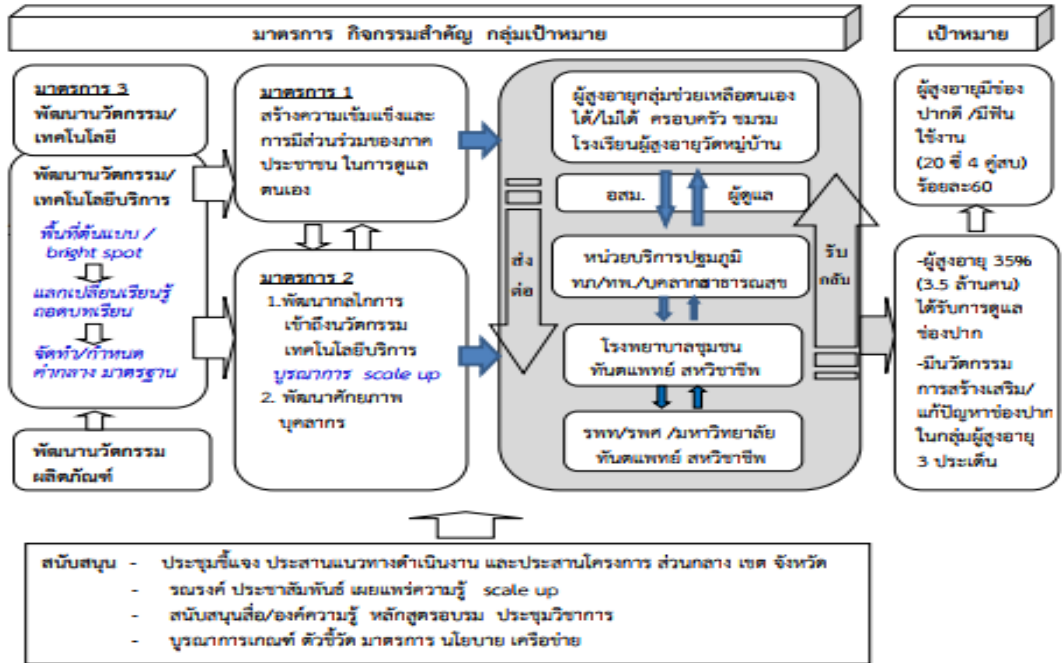 มาตรการ กิจกรรมสำคัญ กลุ่มเป้าหมาย
เป้าหมาย
มาตรการ 3
พัฒนานวัตกรรม/
เทคโนโลยี
พัฒนานวัตกรรม/
เทคโนโลยีบริการ
พื้นที่ต้นแบบ /
bright spot
แลกเปลี่ยนเรียนรู้
ถอดบทเรียน
จัดทำ/กำหนด
ค่ากลาง มาตรฐาน
พัฒนานวัตกรรม
ผลิตภัณฑ์
มาตรการ 1
สร้างความเข้มแข็งและ
การมีส่วนร่วมของภาค
ประชาชน ในการดูแล
ตนเอง
มาตรการ 2
1.พัฒนากลไกการ
เข้าถึงนวัตกรรม
เทคโนโลยีบริการ
บูรณาการ scale up
2. พัฒนาศักยภาพ
บุคลากร
ส่ง
ต่อ
ผู้สูงอายุกลุ่มช่วยเหลือตนเอง
ได้/ไม่ได้ ครอบครัว ชมรม
โรงเรียนผู้สูงอายุวัดหมู่บ้าน
อสม. ผู้ดูแล
หน่วยบริการปฐมภูมิ
ทภ/ทพ./บุคลากรสาธารณสุข
โรงพยาบาลชุมชน
ทันตแพทย์ สหวิชาชีพ
รพท/รพศ /มหาวิทยาลัย
ทันตแพทย์ สหวิชาชีพ
รับ
กลับ
ผู้สูงอายุมีช่อง
ปากดี /มีฟัน
ใช้งาน
(20 ซี่ 4 คู่สบ)
ร้อยละ60
-ผู้สูงอายุ 35%
(3.5 ล้านคน)
ได้รับการดูแล
ช่องปาก
-มีนวัตกรรม
การสร้างเสริม/
แก้ปัญหาช่องปาก
ในกลุ่มผู้สูงอายุ
3 ประเด็น
สนับสนุน - ประชุมชี้แจง ประสานแนวทางดำเนินงาน และประสานโครงการ ส่วนกลาง เขต จังหวัด
- รณรงค์ ประชาสัมพันธ์ เผยแพร่ความรู้ scale up
- สนับสนุนสื่อ/องค์ความรู้ หลักสูตรอบรม ประชุมวิชาการ
- บูรณาการเกณฑ์ ตัวชี้วัด มาตรการ นโยบาย เครือข่าย